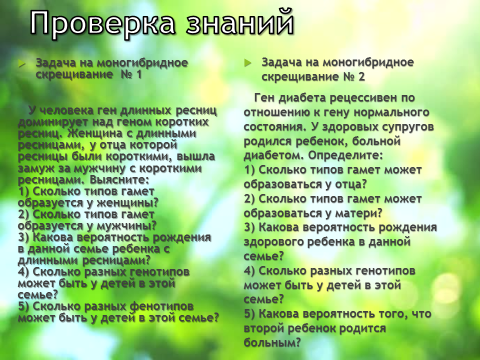 Проверка знаний
Задача на моногибридное
скрещивание № 1
У человека ген длинных ресниц
доминирует над геном коротких
ресниц. Женщина с длинными
ресницами, у отца которой
ресницы были короткими, вышла
замуж за мужчину с короткими
ресницами. Выясните:
1) Сколько типов гамет
образуется у женщины?
2) Сколько типов гамет
образуется у мужчины?
3) Какова вероятность рождения
в данной семье ребенка с
длинными ресницами?
4) Сколько разных генотипов
может быть у детей в этой
семье?
5) Сколько разных фенотипов
может быть у детей в этой семье?
Задача на моногибридное
скрещивание № 2
Ген диабета рецессивен по
отношению к гену нормального
состояния. У здоровых супругов
родился ребенок, больной
диабетом. Определите:
1) Сколько типов гамет может
образоваться у отца?
2) Сколько типов гамет может
образоваться у матери?
3) Какова вероятность рождения
здорового ребенка в данной
семье?
4) Сколько разных генотипов
может быть у детей в этой
семье?
5) Какова вероятность того, что
второй ребенок родится
больным?